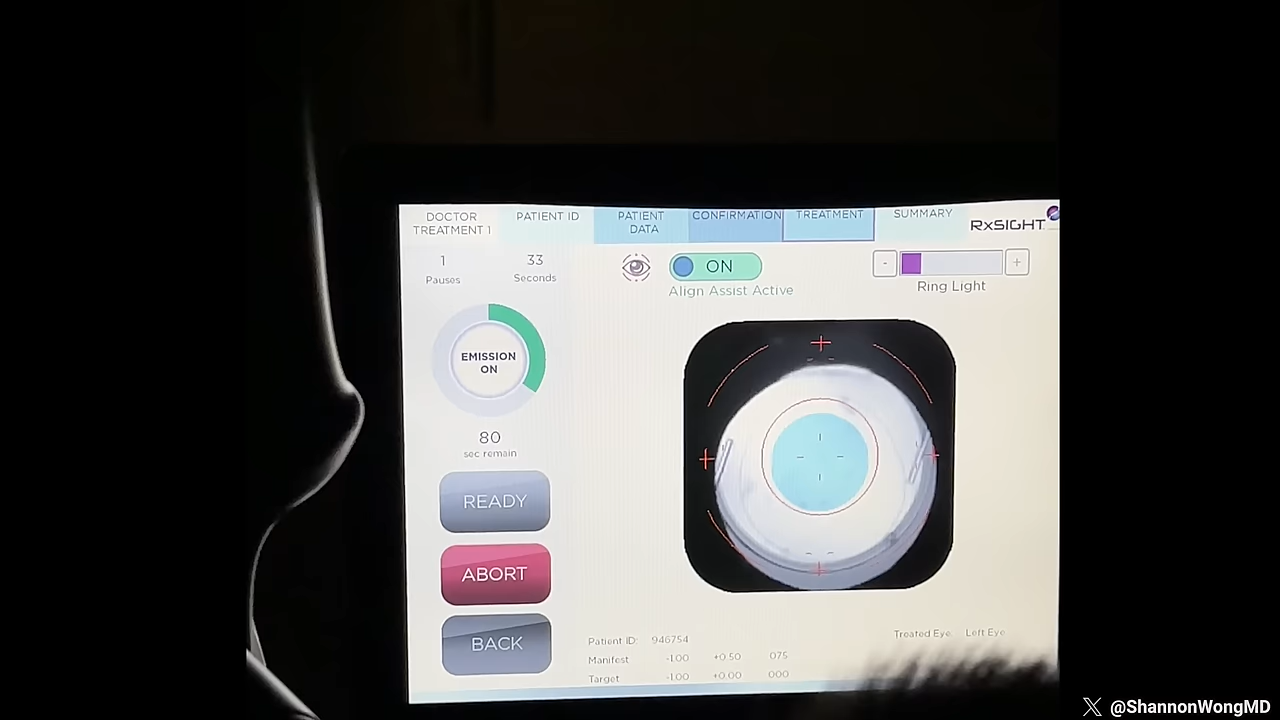 DOCTOR TREATMENT 1
PATIENT ID
PATIENT DATA
CONFIRMATION
TREATMENT
SUMMARY
RxSIGHT
1
Pauses
33
Seconds
ON
Align Assist Active
-
+
Ring Light
EMISSION
ON
80
sec remain
READY
ABORT
BACK
Patient ID: 946754
Manifest -1.00 +0.50 075
Target -1.00 +0.00 000
Treated Eye Left Eye
X @ShannonWongMD